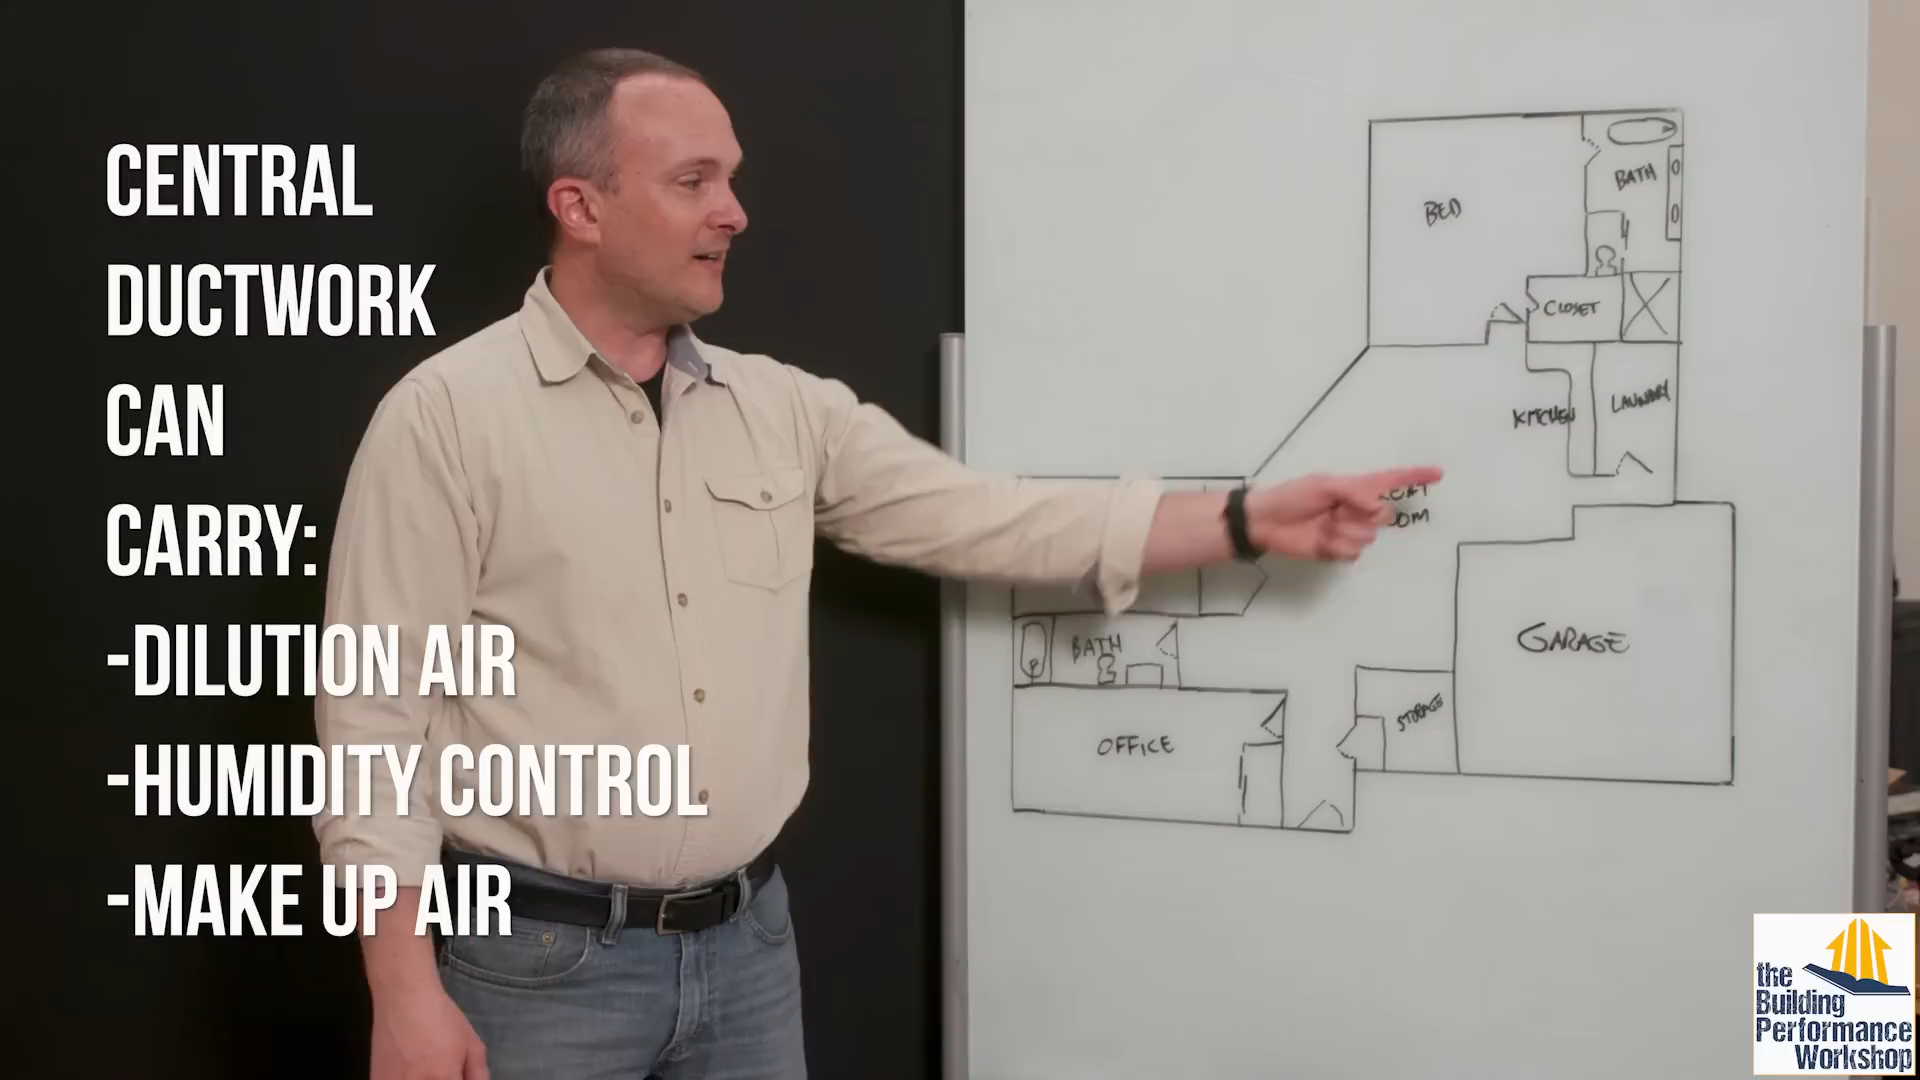 CENTRAL
DUCTWORK
CAN
CARRY:
-DILUTION AIR
-HUMIDITY CONTROL
-MAKE UP AIR
BED
BATH
CLOSET
KITCHEN
LAUNDRY
GARAGE
BATH
STORAGE
OFFICE
the
Building
Performance
Workshop